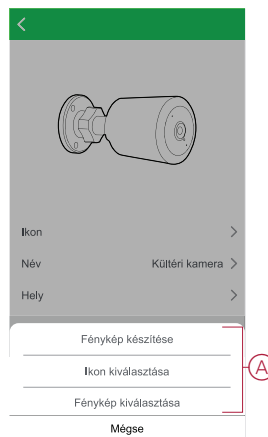 Ikon
Név Kültéri kamera
Hely
Fénykép készítése
Ikon kiválasztása
A
Fénykép kiválasztása
Mégse